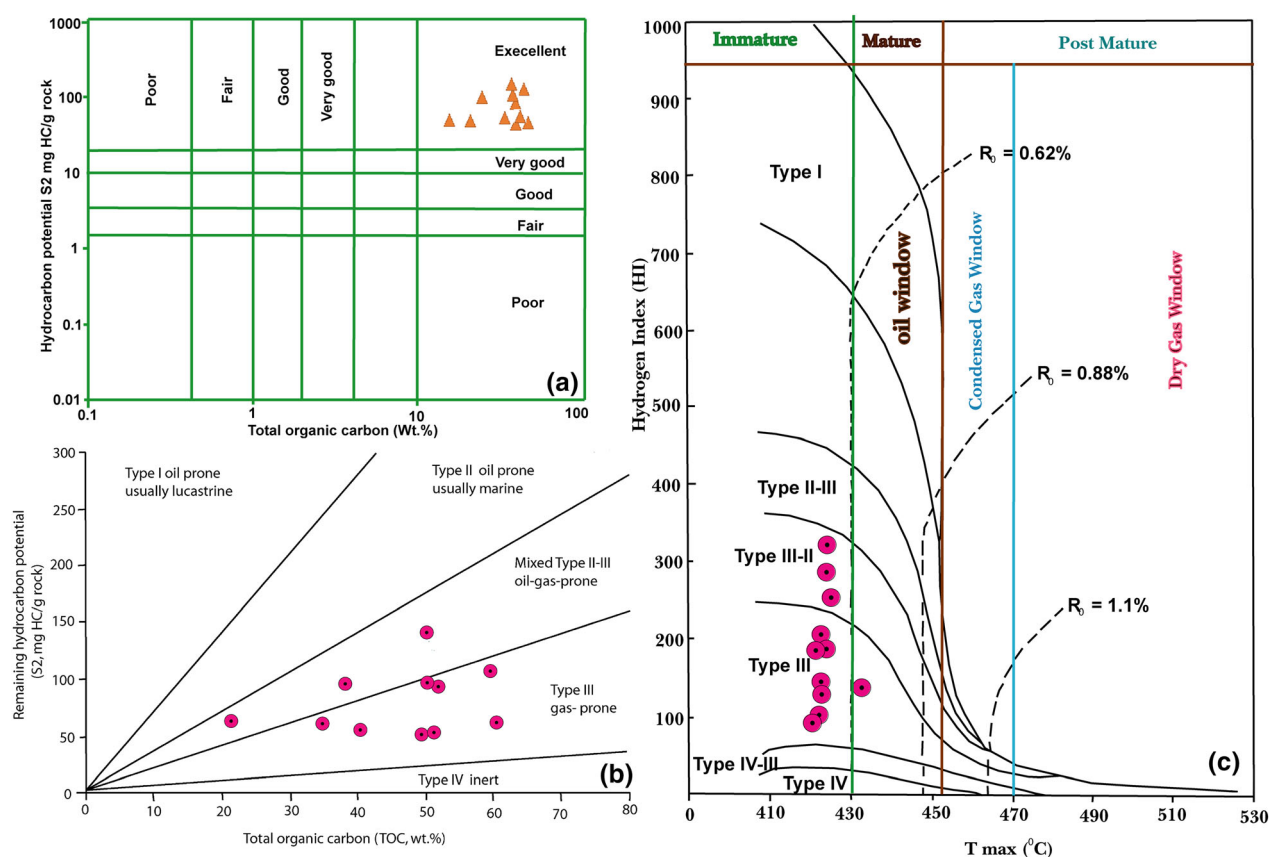 1000
100
10
1
0.1
0.01
Hydrocarbon potential S2 mg HC/g rock
Poor
Fair
Good
Very good
Execellent
Very good
Good
Fair
Poor
(a)
0.1
1
10
100
Total organic carbon (Wt.%)
300
250
200
150
100
50
0
Remaining hydrocarbon potential
(S2, mg HC/g rock)
Type I oil prone
usually lucastrine
Type II oil prone
usually marine
Mixed Type II-III
oil-gas-prone
Type III
gas- prone
Type IV inert
(b)
0
10
20
30
40
50
60
70
80
Total organic carbon (TOC, wt.%)
1000
900
800
700
600
500
400
300
200
100
0
Hydrogen Index (HI)
Immature
Mature
Post Mature
Type I
Type II-III
Type III-II
Type III
Type IV-III
Type IV
oil window
Condensed Gas Window
Dry Gas Window
R0 = 0.62%
R0 = 0.88%
R0 = 1.1%
(c)
410
430
450
470
490
510
530
T max (0C)